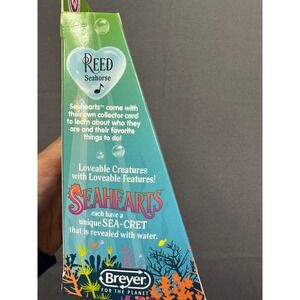 REED
Seahorse
Seahearts™ come with
their own collector card
to learn about who they
are and their favorite
things to do!
Loveable Creatures
with Loveable Features!
SEAHEARTS™
each have a
unique SEA-CRET
that is revealed with water.
Breyer
FOR THE PLANET